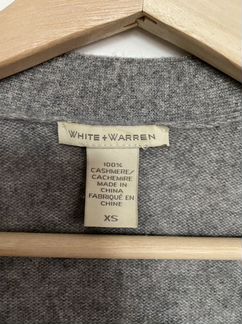 WHITE + WARREN
100%
CASHMERE/
CACHEMIRE
MADE IN
CHINA
FABRIQUÉ EN
CHINE
XS